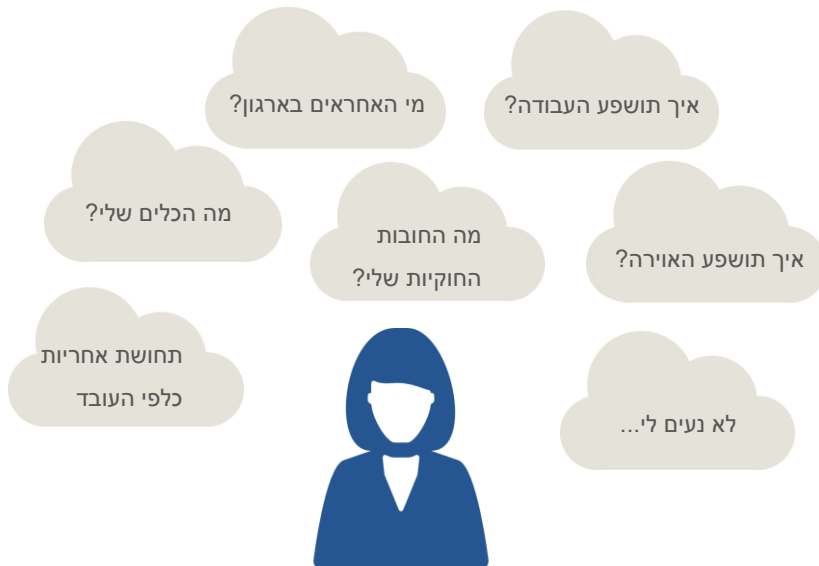 מי האחראים בארגון?
איך תושפע העבודה?
מה הכלים שלי?
מה החובות
החוקיות שלי?
איך תושפע האוירה?
תחושת אחריות
כלפי העובד
לא נעים לי...